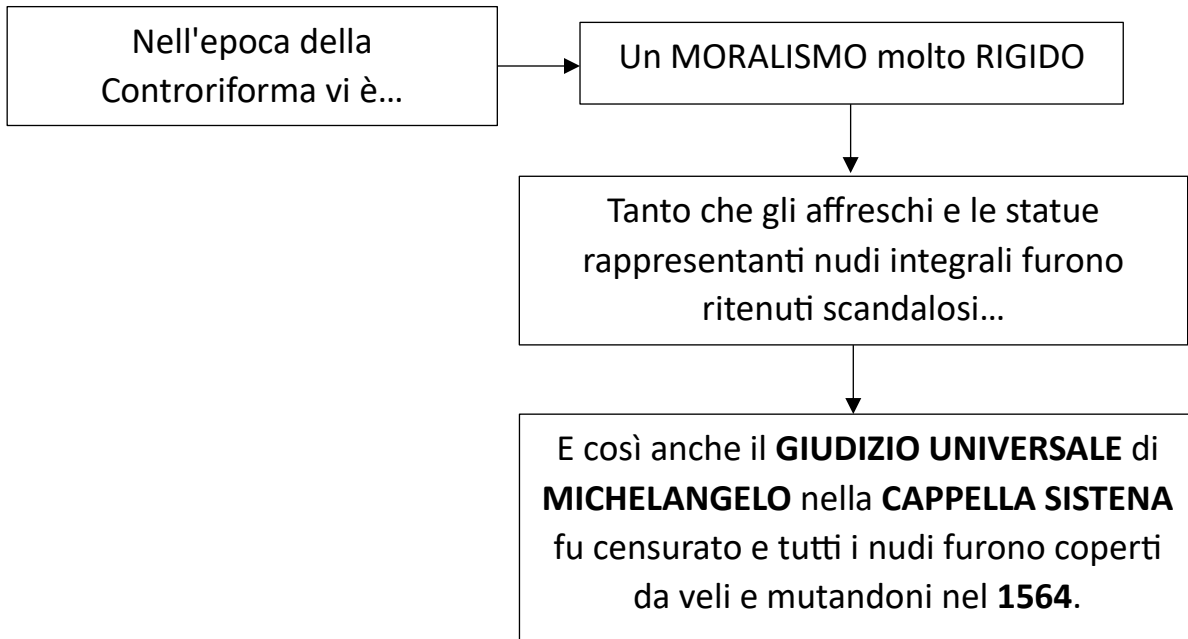 Nell'epoca della
Controriforma vi è…
Un MORALISMO molto RIGIDO
Tanto che gli affreschi e le statue
rappresentanti nudi integrali furono
ritenuti scandalosi…
E così anche il GIUDIZIO UNIVERSALE di
MICHELANGELO nella CAPPELLA SISTENA
fu censurato e tutti i nudi furono coperti
da veli e mutandoni nel 1564.